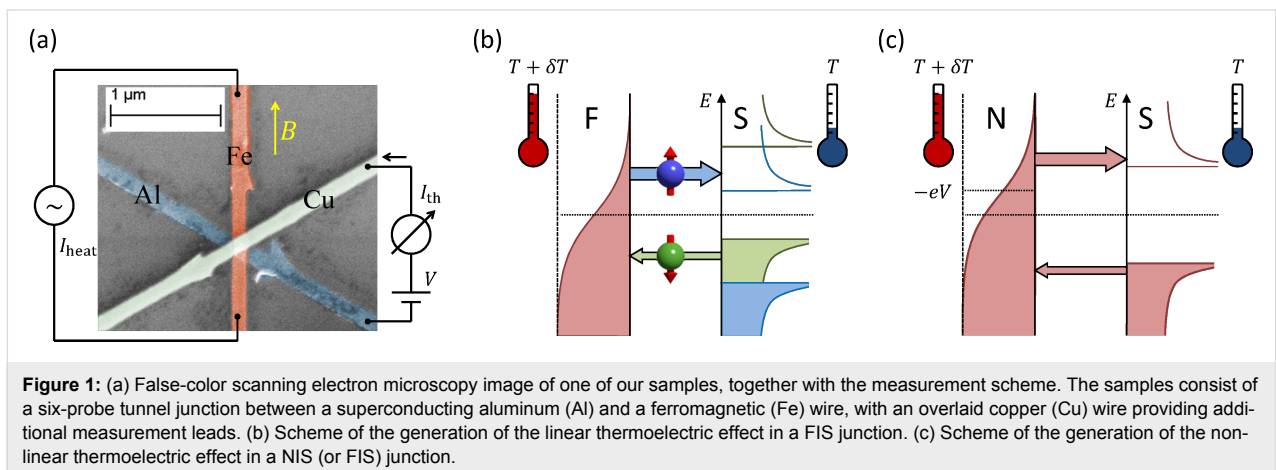 (a)
1 μm
B
Fe
Al
Cu
I_heat
~
I_th
V
(b)
T + δT
T
F
E
S
(c)
T + δT
T
N
E
S
−eV
Figure 1: (a) False-color scanning electron microscopy image of one of our samples, together with the measurement scheme. The samples consist of
a six-probe tunnel junction between a superconducting aluminum (Al) and a ferromagnetic (Fe) wire, with an overlaid copper (Cu) wire providing addi-
tional measurement leads. (b) Scheme of the generation of the linear thermoelectric effect in a FIS junction. (c) Scheme of the generation of the non-
linear thermoelectric effect in a NIS (or FIS) junction.